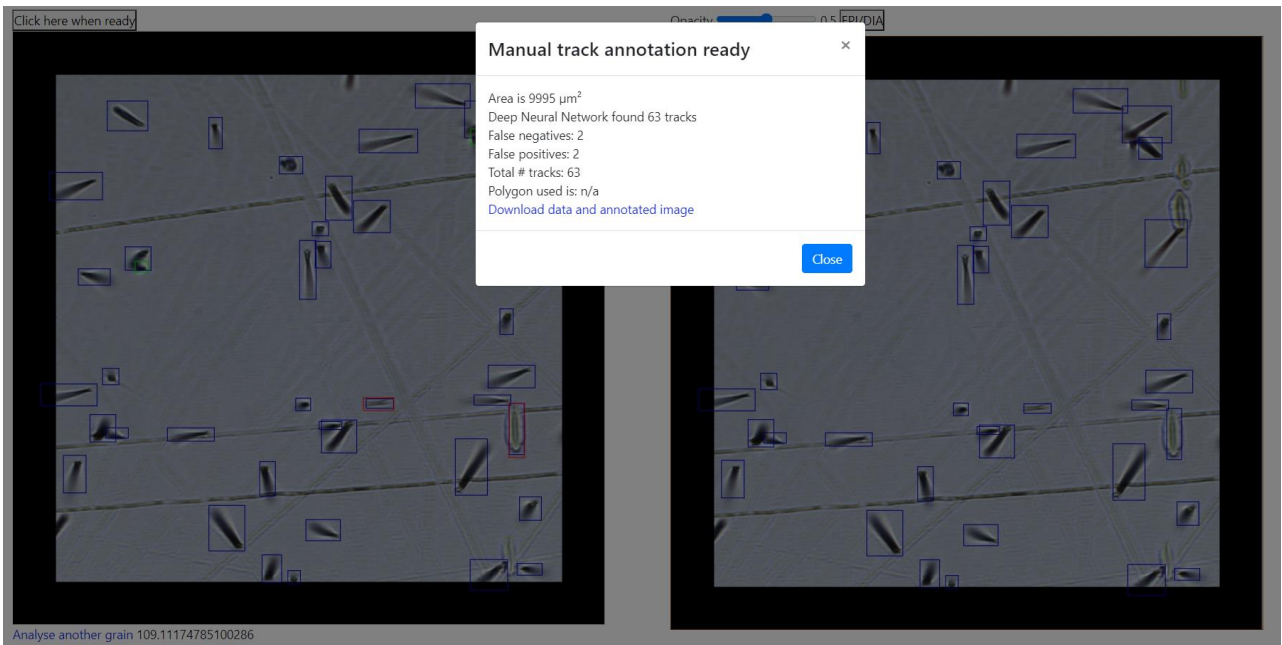 Click here when ready
Opacity 0.5 EPI/DIA
Manual track annotation ready ×
Area is 9995 μm²
Deep Neural Network found 63 tracks
False negatives: 2
False positives: 2
Total # tracks: 63
Polygon used is: n/a
Download data and annotated image
Close
Analyse another grain 109.11174785100286